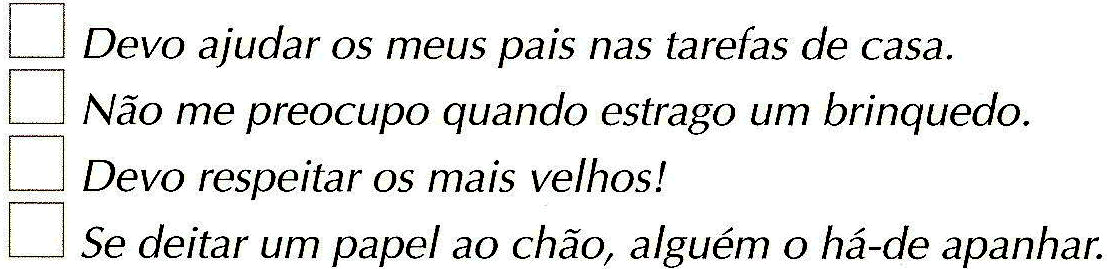 Devo ajudar os meus pais nas tarefas de casa.
Não me preocupo quando estrago um brinquedo.
Devo respeitar os mais velhos!
Se deitar um papel ao chão, alguém o há-de apanhar.